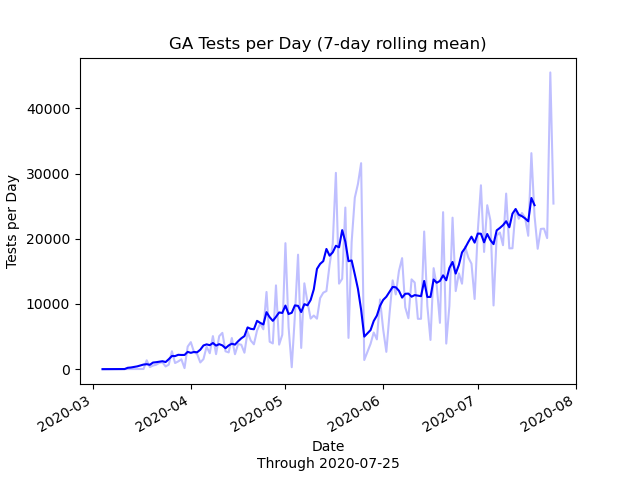 GA Tests per Day (7-day rolling mean)
40000
30000
20000
10000
0
Tests per Day
2020-03
2020-04
2020-05
2020-06
2020-07
2020-08
Date
Through 2020-07-25